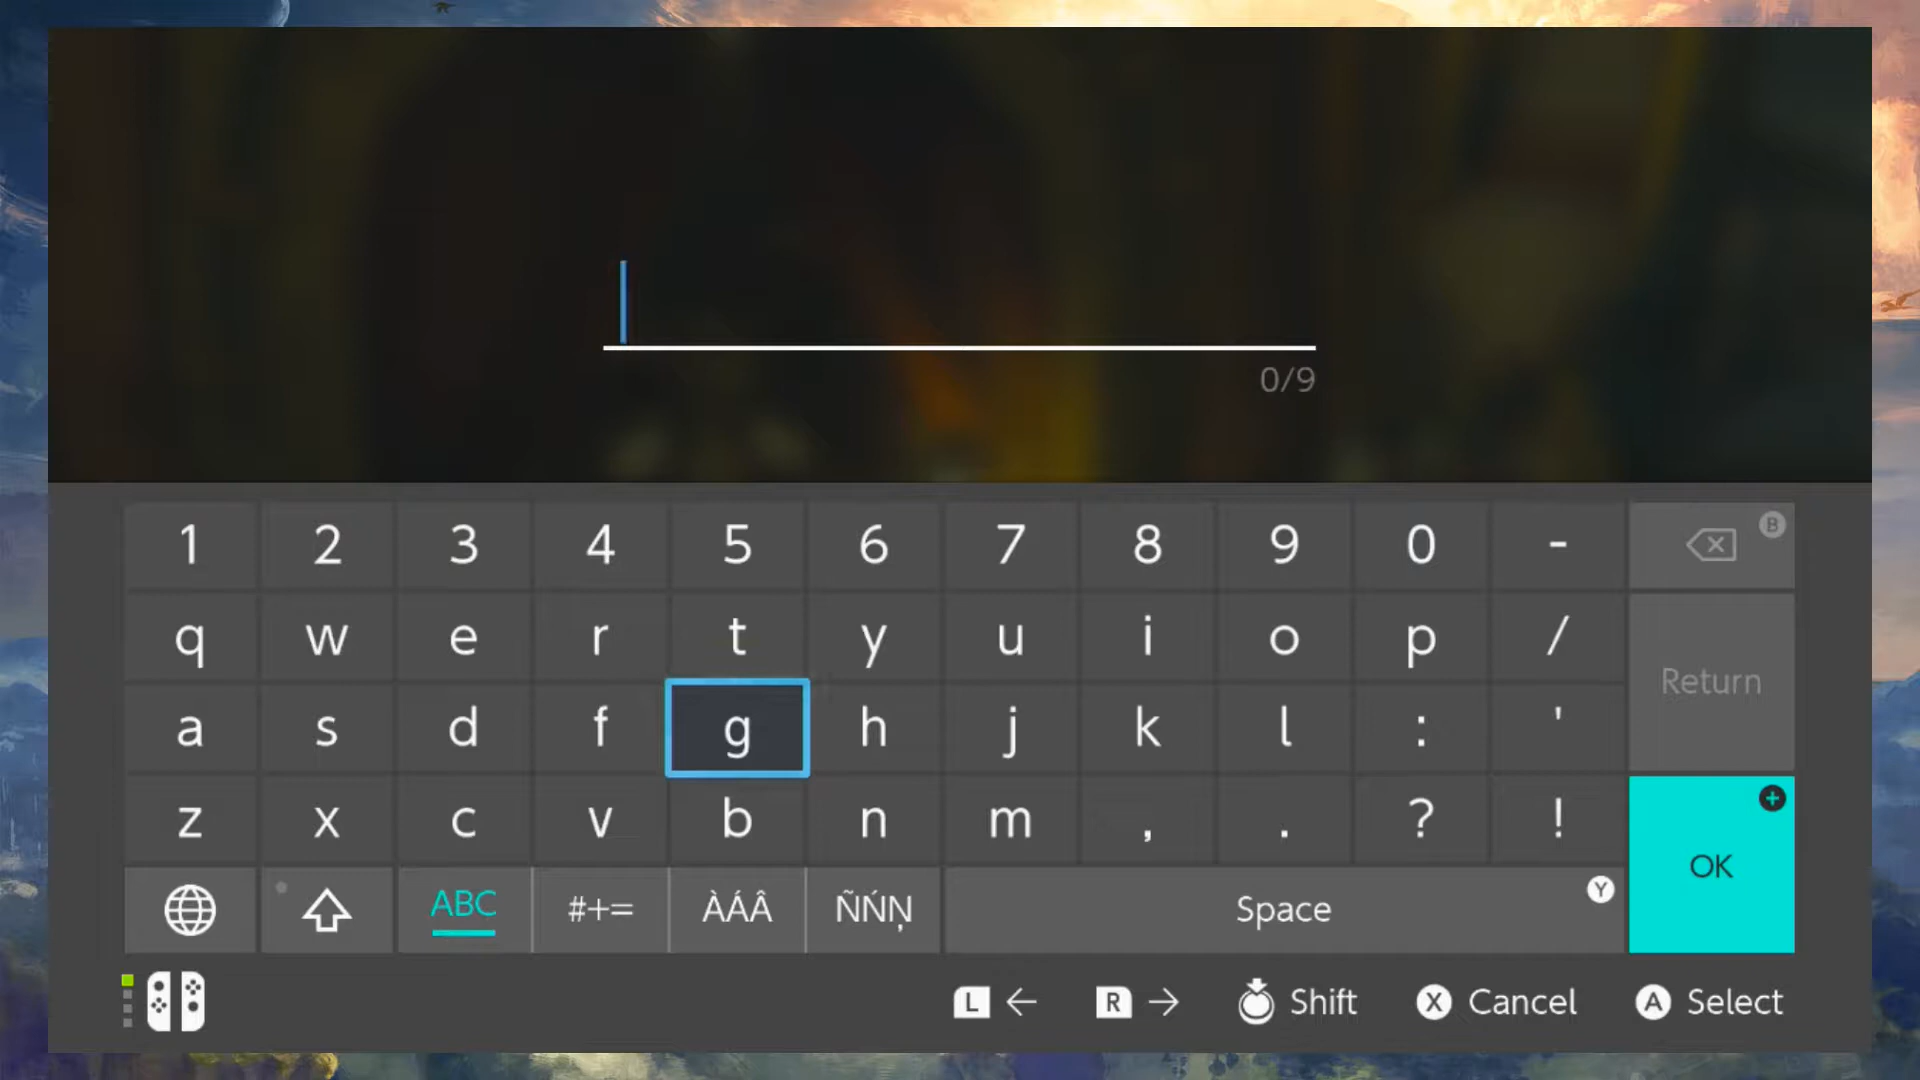 0/9
1 2 3 4 5 6 7 8 9 0 - B
q w e r t y u i o p /
Return
a s d f g h j k l : '
z x c v b n m , . ? ! +
OK
ABC #+= ÀÁÂ ÑŃŅ Space Y
L ← R → Shift X Cancel A Select